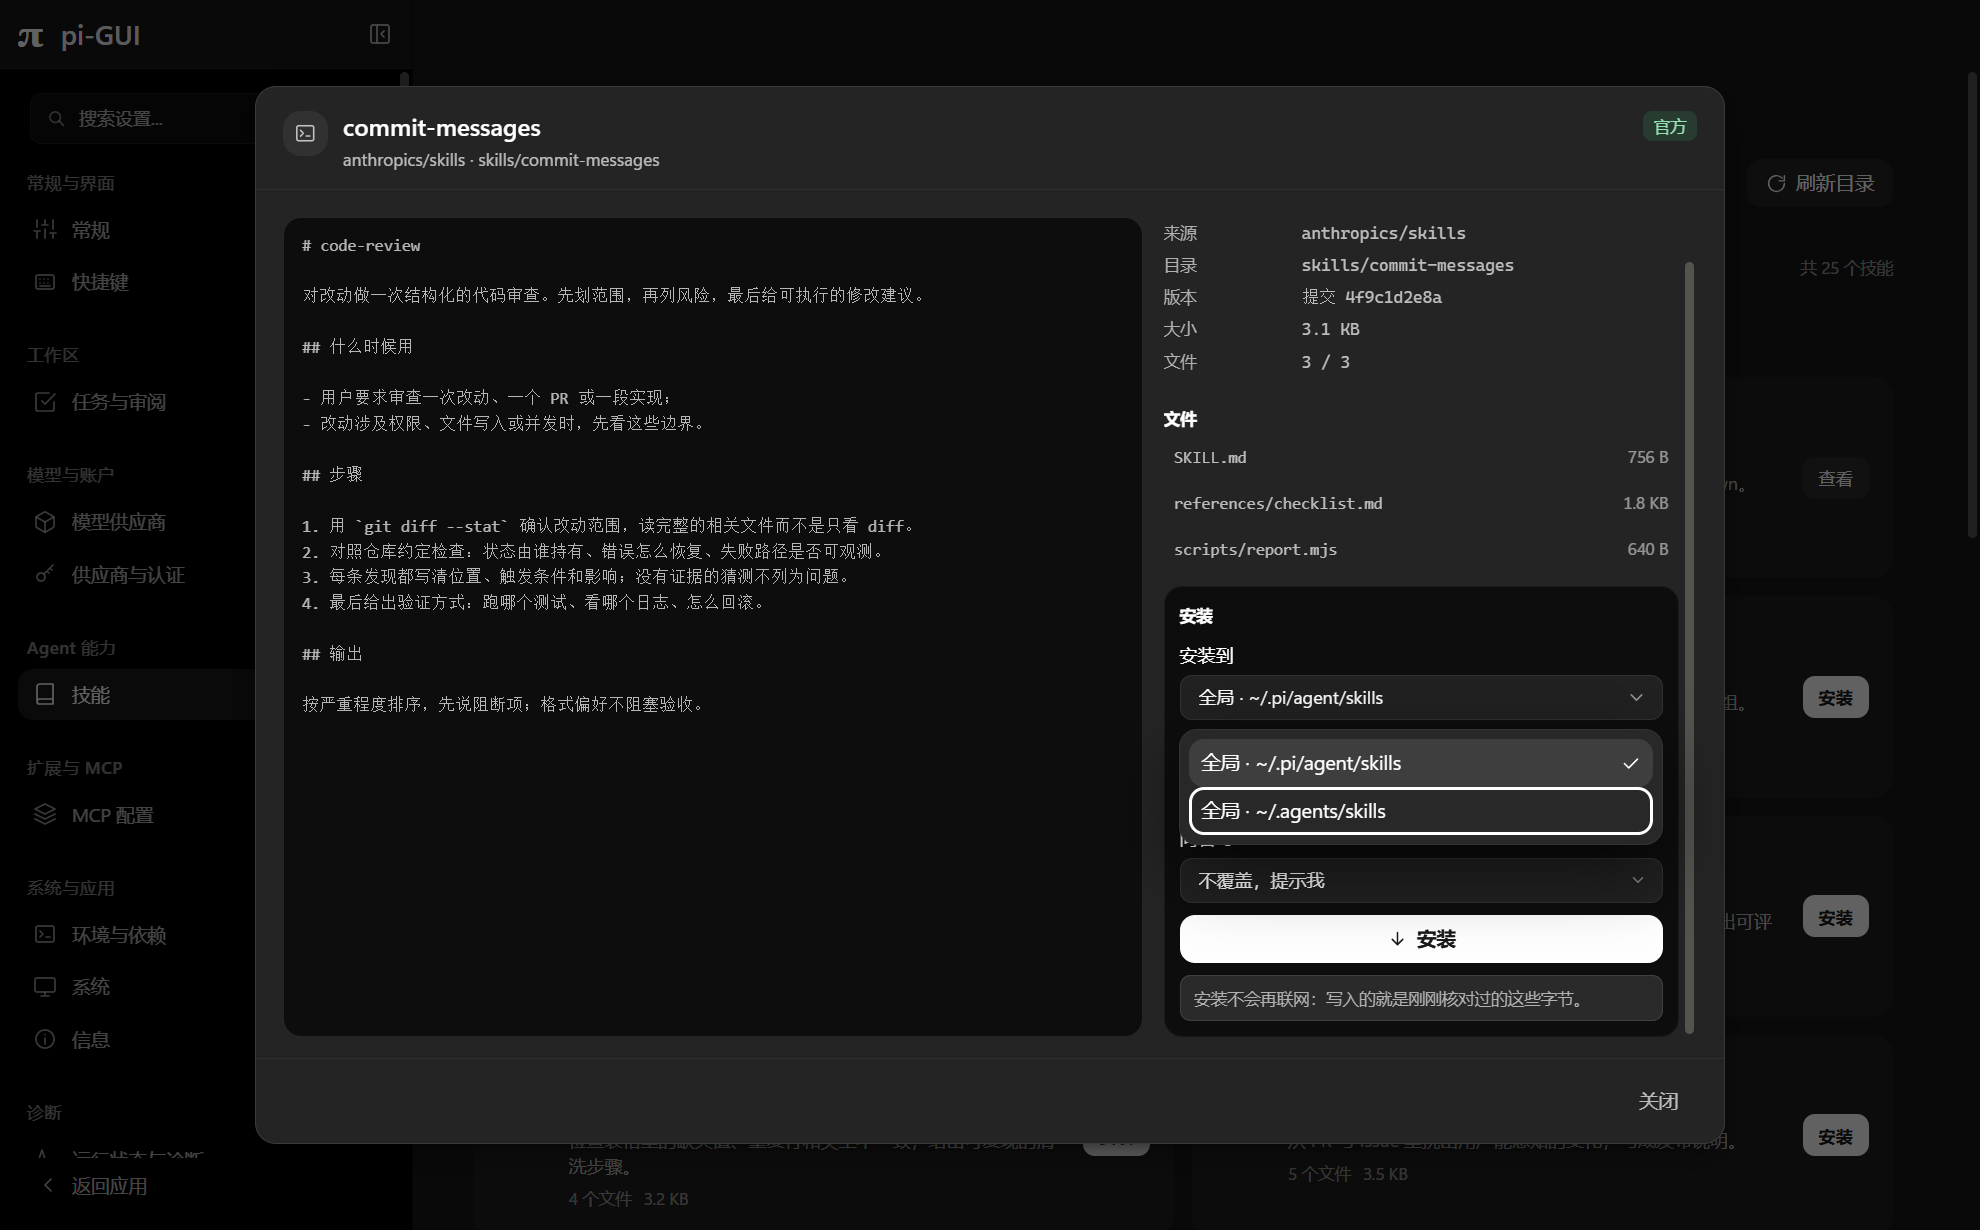 π pi-GUI
搜索设置...
常规与界面
常规
快捷键
工作区
任务与审阅
模型与账户
模型供应商
供应商与认证
Agent 能力
技能
扩展与 MCP
MCP 配置
系统与应用
环境与依赖
系统
信息
诊断
运行状态与诊断
返回应用
commit-messages
anthropics/skills · skills/commit-messages
官方
# code-review
对改动做一次结构化的代码审查。先划范围，再列风险，最后给可执行的修改建议。
## 什么时候用
- 用户要求审查一次改动、一个 PR 或一段实现；
- 改动涉及权限、文件写入或并发时，先看这些边界。
## 步骤
1. 用 `git diff --stat` 确认改动范围，读完整的相关文件而不是只看 diff。
2. 对照仓库约定检查：状态由谁持有、错误怎么恢复、失败路径是否可观测。
3. 每条发现都写清位置、触发条件和影响；没有证据的猜测不列为问题。
4. 最后给出验证方式：跑哪个测试、看哪个日志、怎么回滚。
## 输出
按严重程度排序，先说阻断项；格式偏好不阻塞验收。
来源 anthropics/skills
目录 skills/commit-messages
版本 提交 4f9c1d2e8a
大小 3.1 KB
文件 3 / 3
文件
SKILL.md 756 B
references/checklist.md 1.8 KB
scripts/report.mjs 640 B
安装
安装到
全局 · ~/.pi/agent/skills
全局 · ~/.pi/agent/skills
全局 · ~/.agents/skills
不覆盖，提示我
安装
安装不会再联网：写入的就是刚刚核对过的这些字节。
关闭
刷新目录
共 25 个技能
查看
组。
安装
出可评
安装
安装
洗步骤。
4 个文件 3.2 KB
5 个文件 3.5 KB